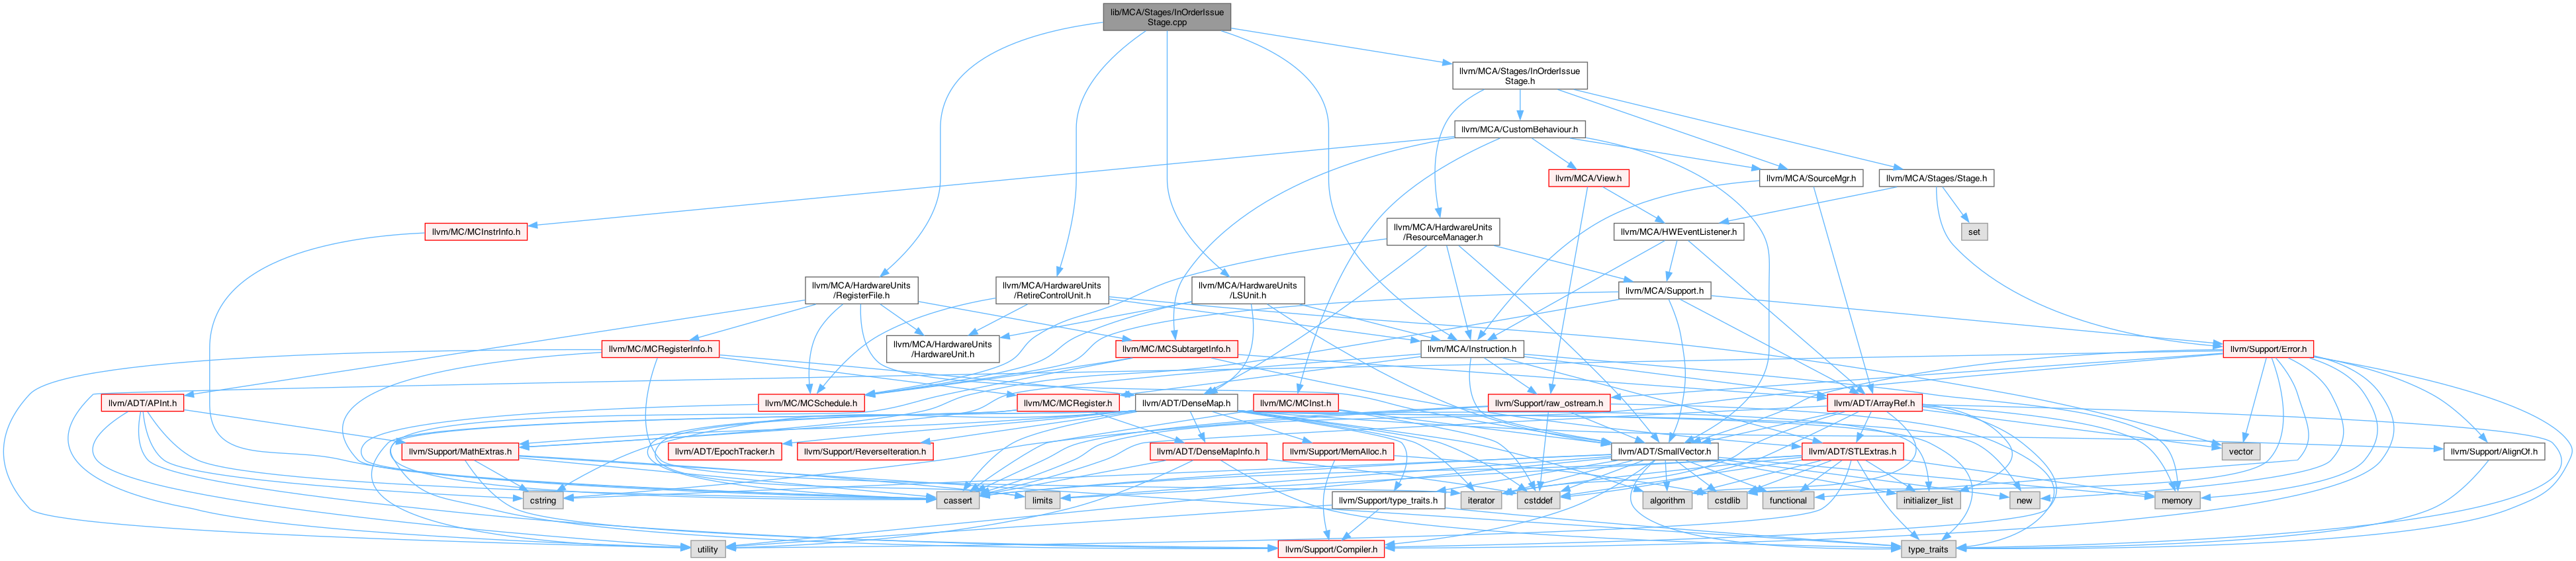 lib/MCA/Stages/InOrderIssue
Stage.cpp
llvm/MCA/Stages/InOrderIssue
Stage.h
llvm/MCA/CustomBehaviour.h
llvm/MCA/View.h
llvm/MCA/SourceMgr.h
llvm/MCA/Stages/Stage.h
llvm/MC/MCInstrInfo.h
llvm/MCA/HardwareUnits
/ResourceManager.h
llvm/MCA/HWEventListener.h
set
llvm/MCA/HardwareUnits
/RegisterFile.h
llvm/MCA/HardwareUnits
/RetireControlUnit.h
llvm/MCA/HardwareUnits
/LSUnit.h
llvm/MCA/Support.h
llvm/MC/MCRegisterInfo.h
llvm/MCA/HardwareUnits
/HardwareUnit.h
llvm/MC/MCSubtargetInfo.h
llvm/MCA/Instruction.h
llvm/Support/Error.h
llvm/ADT/APInt.h
llvm/MC/MCSchedule.h
llvm/MC/MCRegister.h
llvm/ADT/DenseMap.h
llvm/MC/MCInst.h
llvm/Support/raw_ostream.h
llvm/ADT/ArrayRef.h
llvm/Support/MathExtras.h
llvm/ADT/EpochTracker.h
llvm/Support/ReverseIteration.h
llvm/ADT/DenseMapInfo.h
llvm/Support/MemAlloc.h
llvm/ADT/SmallVector.h
llvm/ADT/STLExtras.h
vector
llvm/Support/AlignOf.h
cstring
cassert
limits
llvm/Support/type_traits.h
iterator
cstddef
algorithm
cstdlib
functional
initializer_list
new
memory
utility
llvm/Support/Compiler.h
type_traits